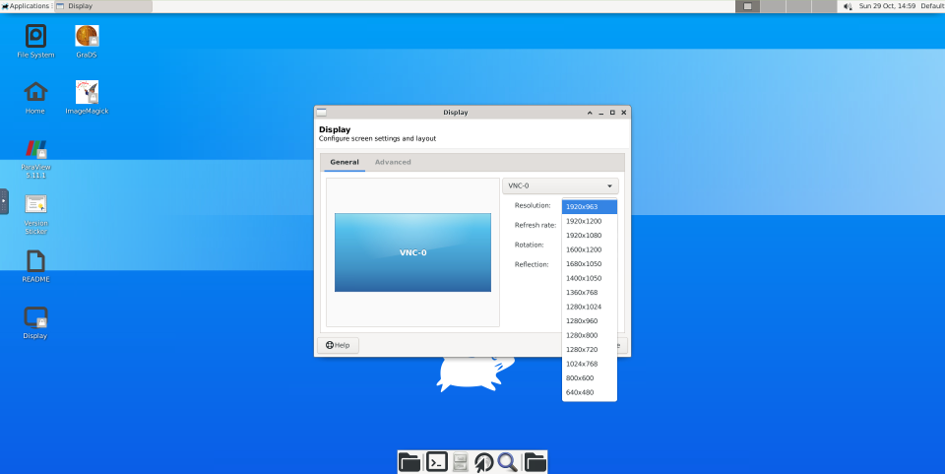 Applications
Display
Sun 29 Oct, 14:59
Default
File System
GraDS
Home
ImageMagick
ParaView
5.11.1
Version
Sticker
README
Display
Display
Display
Configure screen settings and layout
General
Advanced
VNC-0
VNC-0
Resolution:
Refresh rate:
Rotation:
Reflection:
1920x963
1920x1200
1920x1080
1600x1200
1680x1050
1400x1050
1360x768
1280x1024
1280x960
1280x800
1280x720
1024x768
800x600
640x480
Help